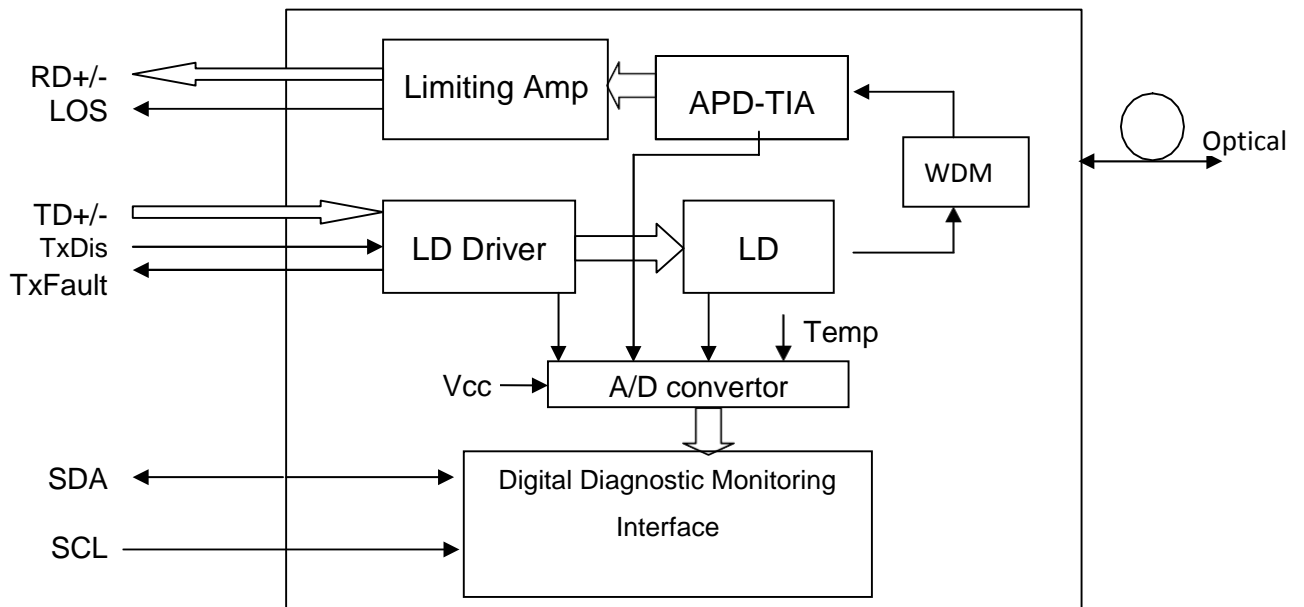 RD+/-
LOS
Limiting Amp
APD-TIA
WDM
Optical
TD+/-
TxDis
TxFault
LD Driver
LD
Temp
Vcc
A/D convertor
SDA
SCL
Digital Diagnostic Monitoring
Interface